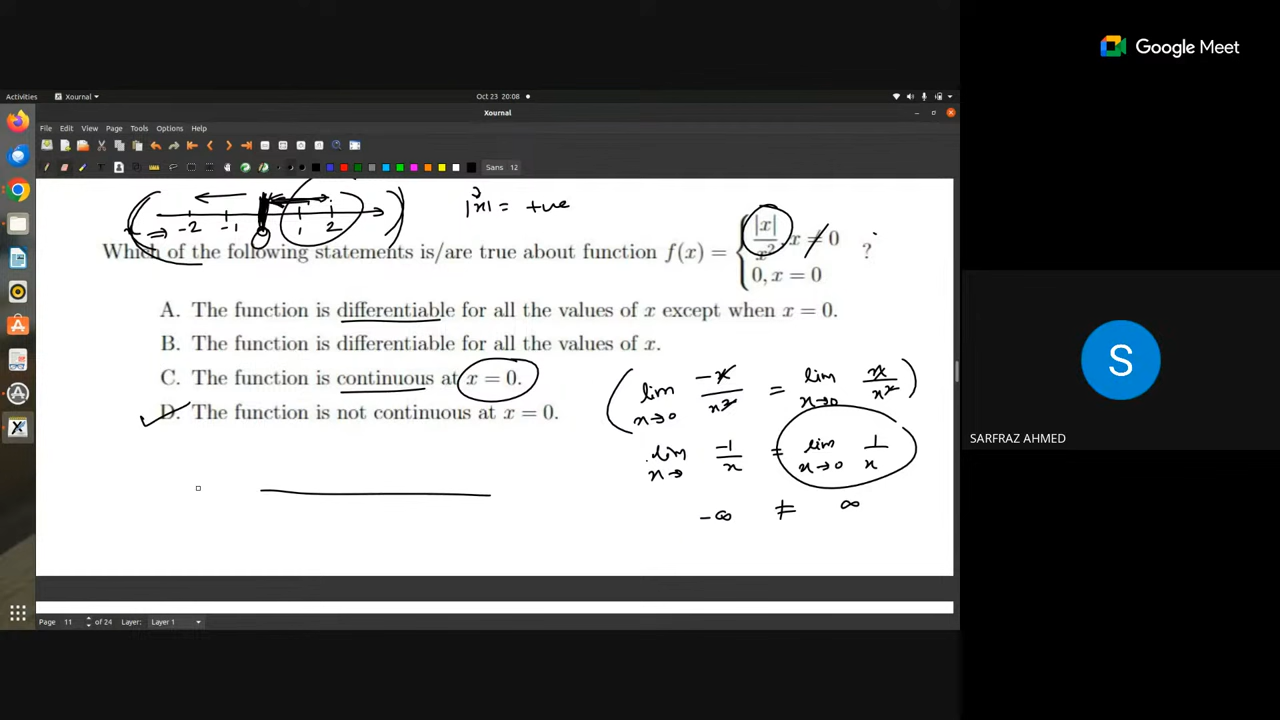 Google Meet
Activities Xournal Oct 23 20:08
Xournal
File Edit View Page Tools Options Help
Sans 12
-2 -1 1 2 |x| = +ve
Which of the following statements is/are true about function f(x) = { |x|/x², x ≠ 0
0, x = 0 ?
A. The function is differentiable for all the values of x except when x = 0.
B. The function is differentiable for all the values of x.
C. The function is continuous at x = 0.
D. The function is not continuous at x = 0.
lim x→0 -x/x² = lim x→0 x/x²
lim x→ -1/x = lim x→0 1/x
-∞ ≠ ∞
S
SARFRAZ AHMED
Page 11 of 24 Layer: Layer 1